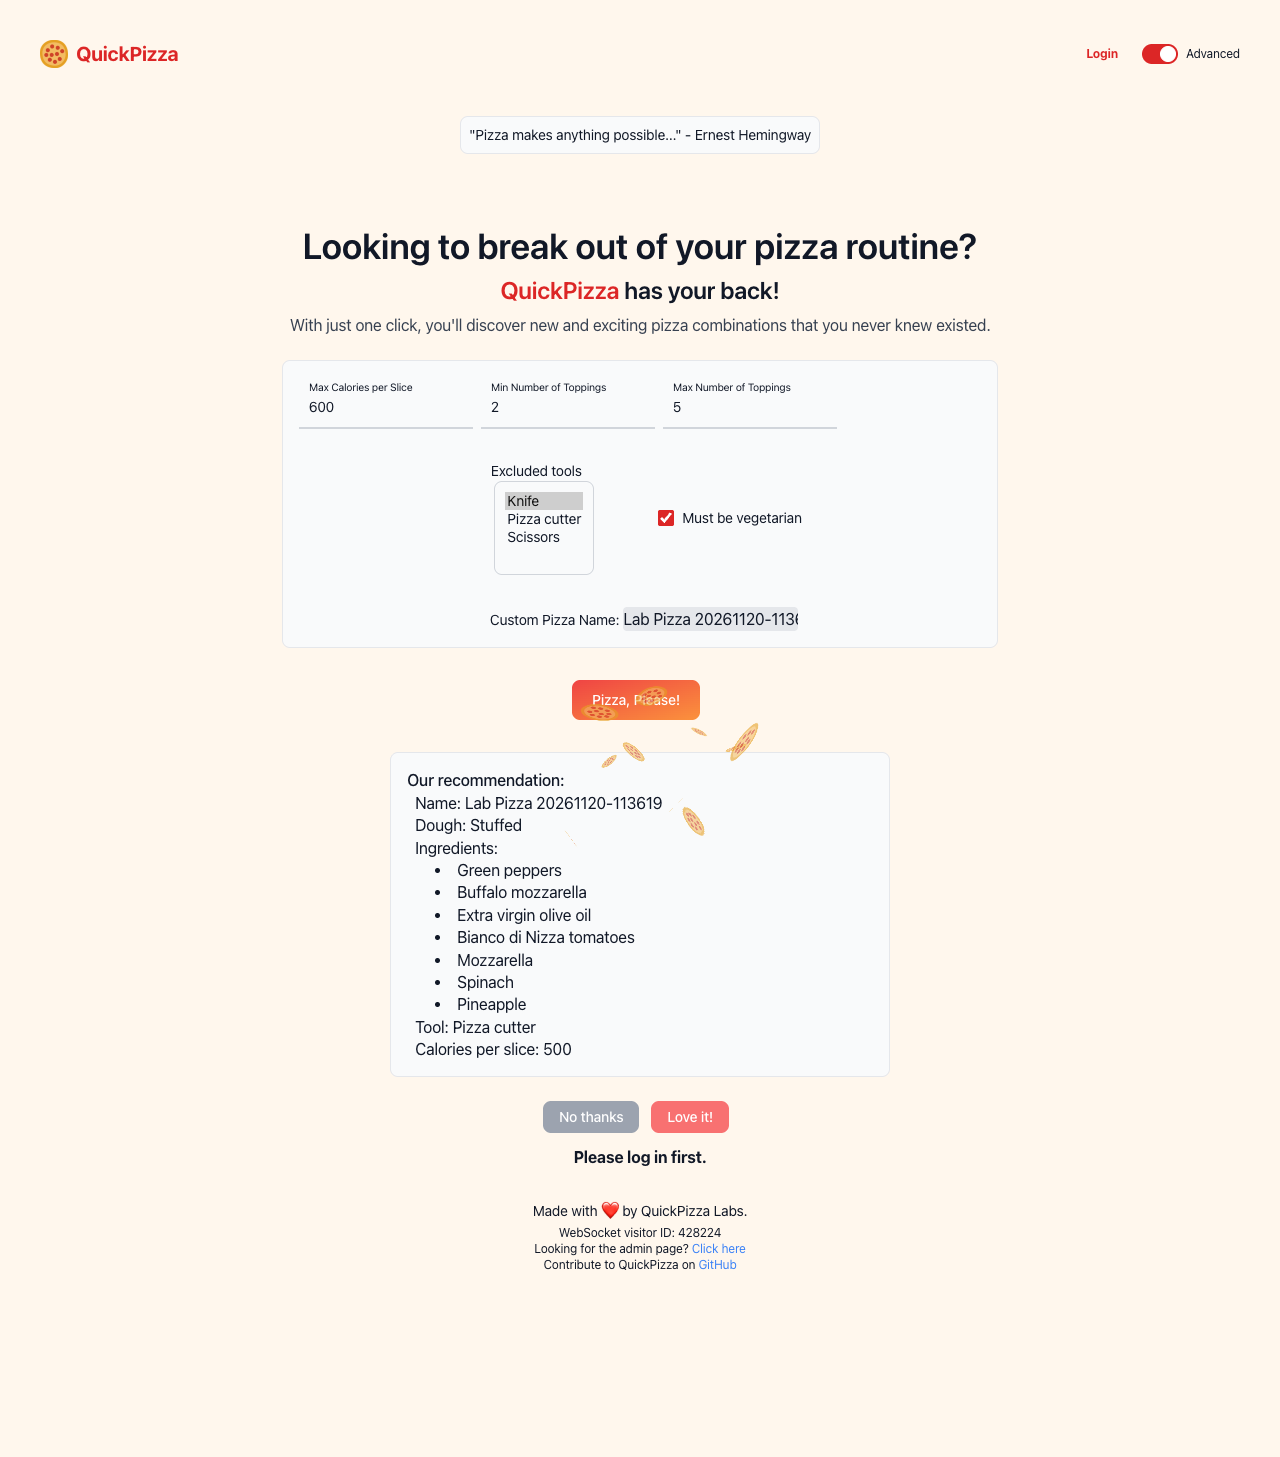 QuickPizza
Login
Advanced
"Pizza makes anything possible..." - Ernest Hemingway
Looking to break out of your pizza routine?
QuickPizza has your back!
With just one click, you'll discover new and exciting pizza combinations that you never knew existed.
Max Calories per Slice
600
Min Number of Toppings
2
Max Number of Toppings
5
Excluded tools
Knife
Pizza cutter
Scissors
Must be vegetarian
Custom Pizza Name: Lab Pizza 20261120-113
Pizza, Please!
Our recommendation:
Name: Lab Pizza 20261120-113619
Dough: Stuffed
Ingredients:
• Green peppers
• Buffalo mozzarella
• Extra virgin olive oil
• Bianco di Nizza tomatoes
• Mozzarella
• Spinach
• Pineapple
Tool: Pizza cutter
Calories per slice: 500
No thanks
Love it!
Please log in first.
Made with ❤️ by QuickPizza Labs.
WebSocket visitor ID: 428224
Looking for the admin page? Click here
Contribute to QuickPizza on GitHub